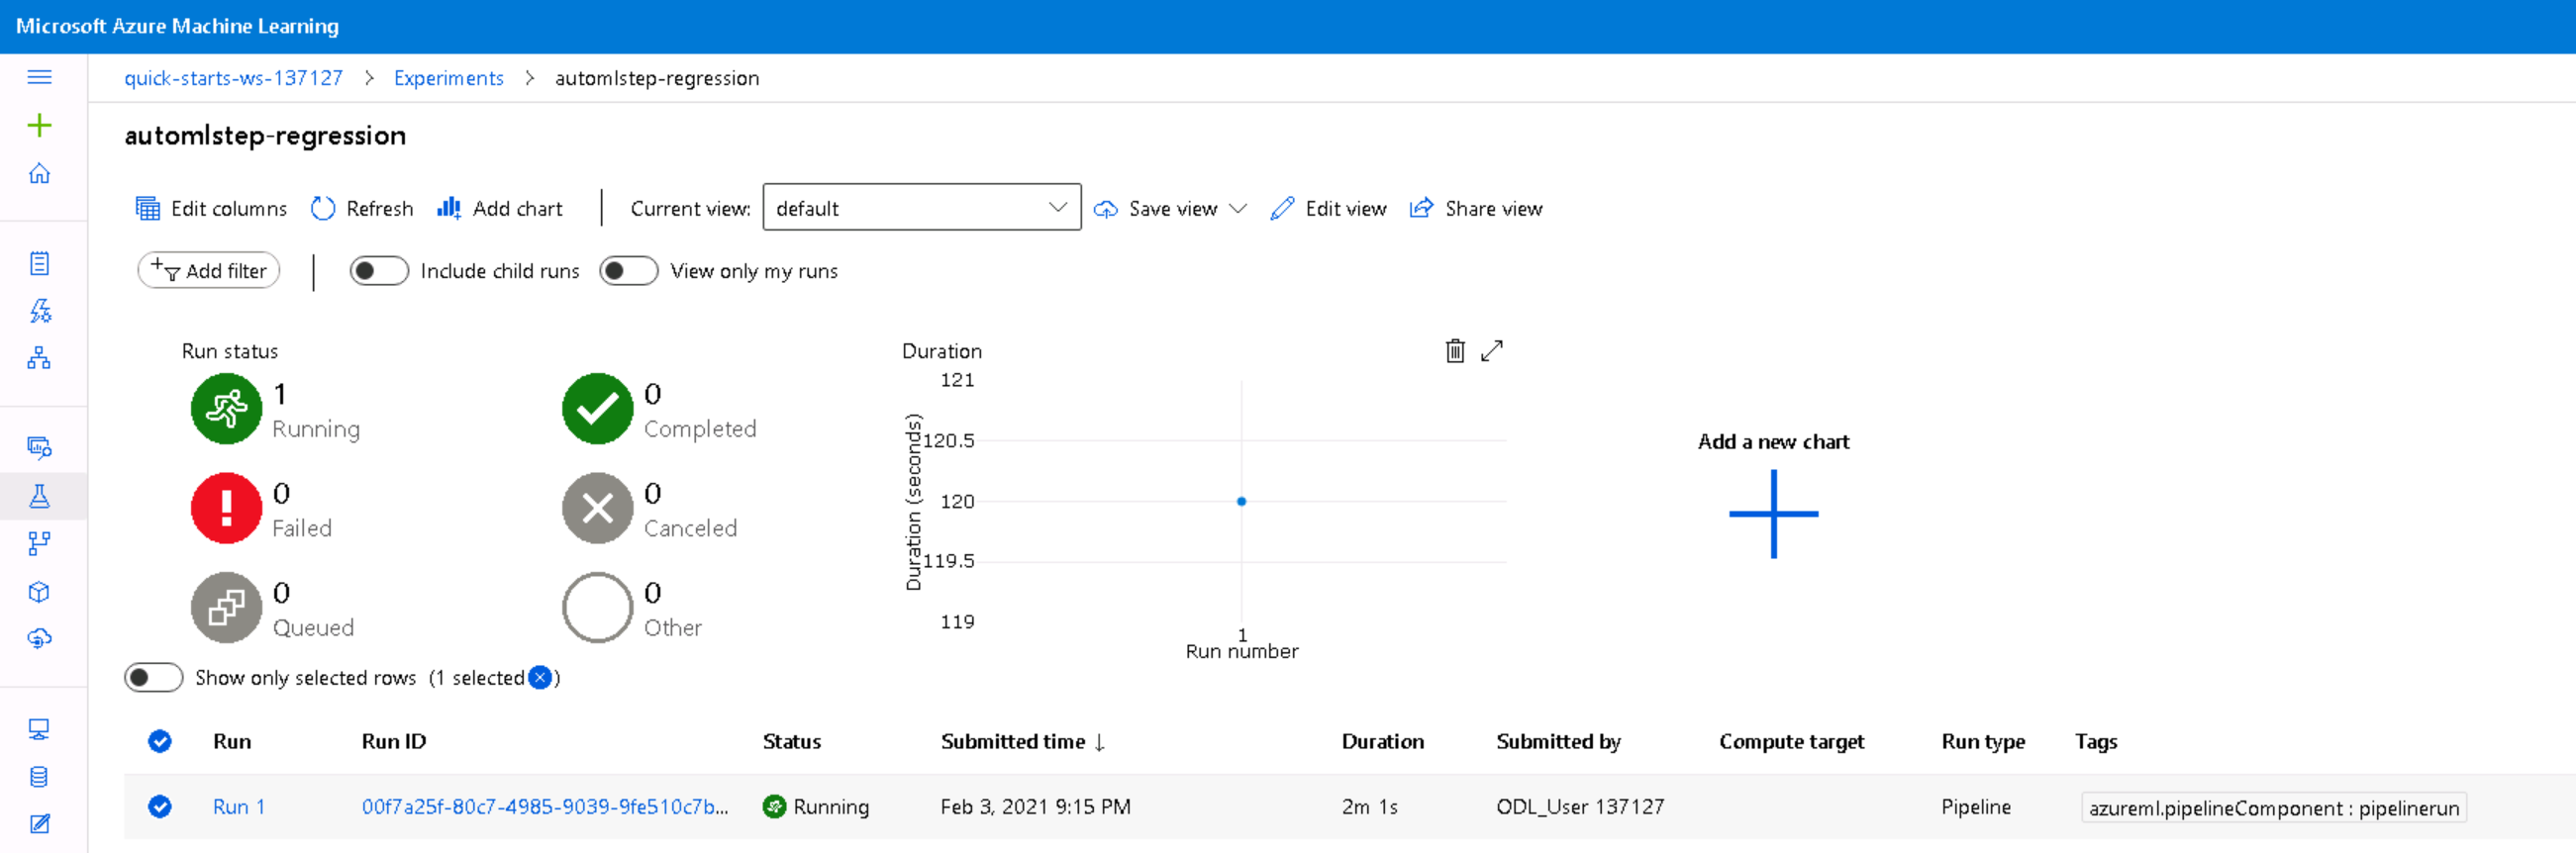 Microsoft Azure Machine Learning
quick-starts-ws-137127 > Experiments > automlstep-regression
automlstep-regression
Edit columns Refresh Add chart Current view: default Save view Edit view Share view
Add filter Include child runs View only my runs
Run status
1
Running
0
Completed
0
Failed
0
Canceled
0
Queued
0
Other
Duration
Duration (seconds)
121
120.5
120
119.5
119
1
Run number
Add a new chart
Show only selected rows (1 selected )
Run Run ID Status Submitted time ↓ Duration Submitted by Compute target Run type Tags
Run 1 00f7a25f-80c7-4985-9039-9fe510c7b... Running Feb 3, 2021 9:15 PM 2m 1s ODL_User 137127 Pipeline azureml.pipelineComponent : pipelinerun